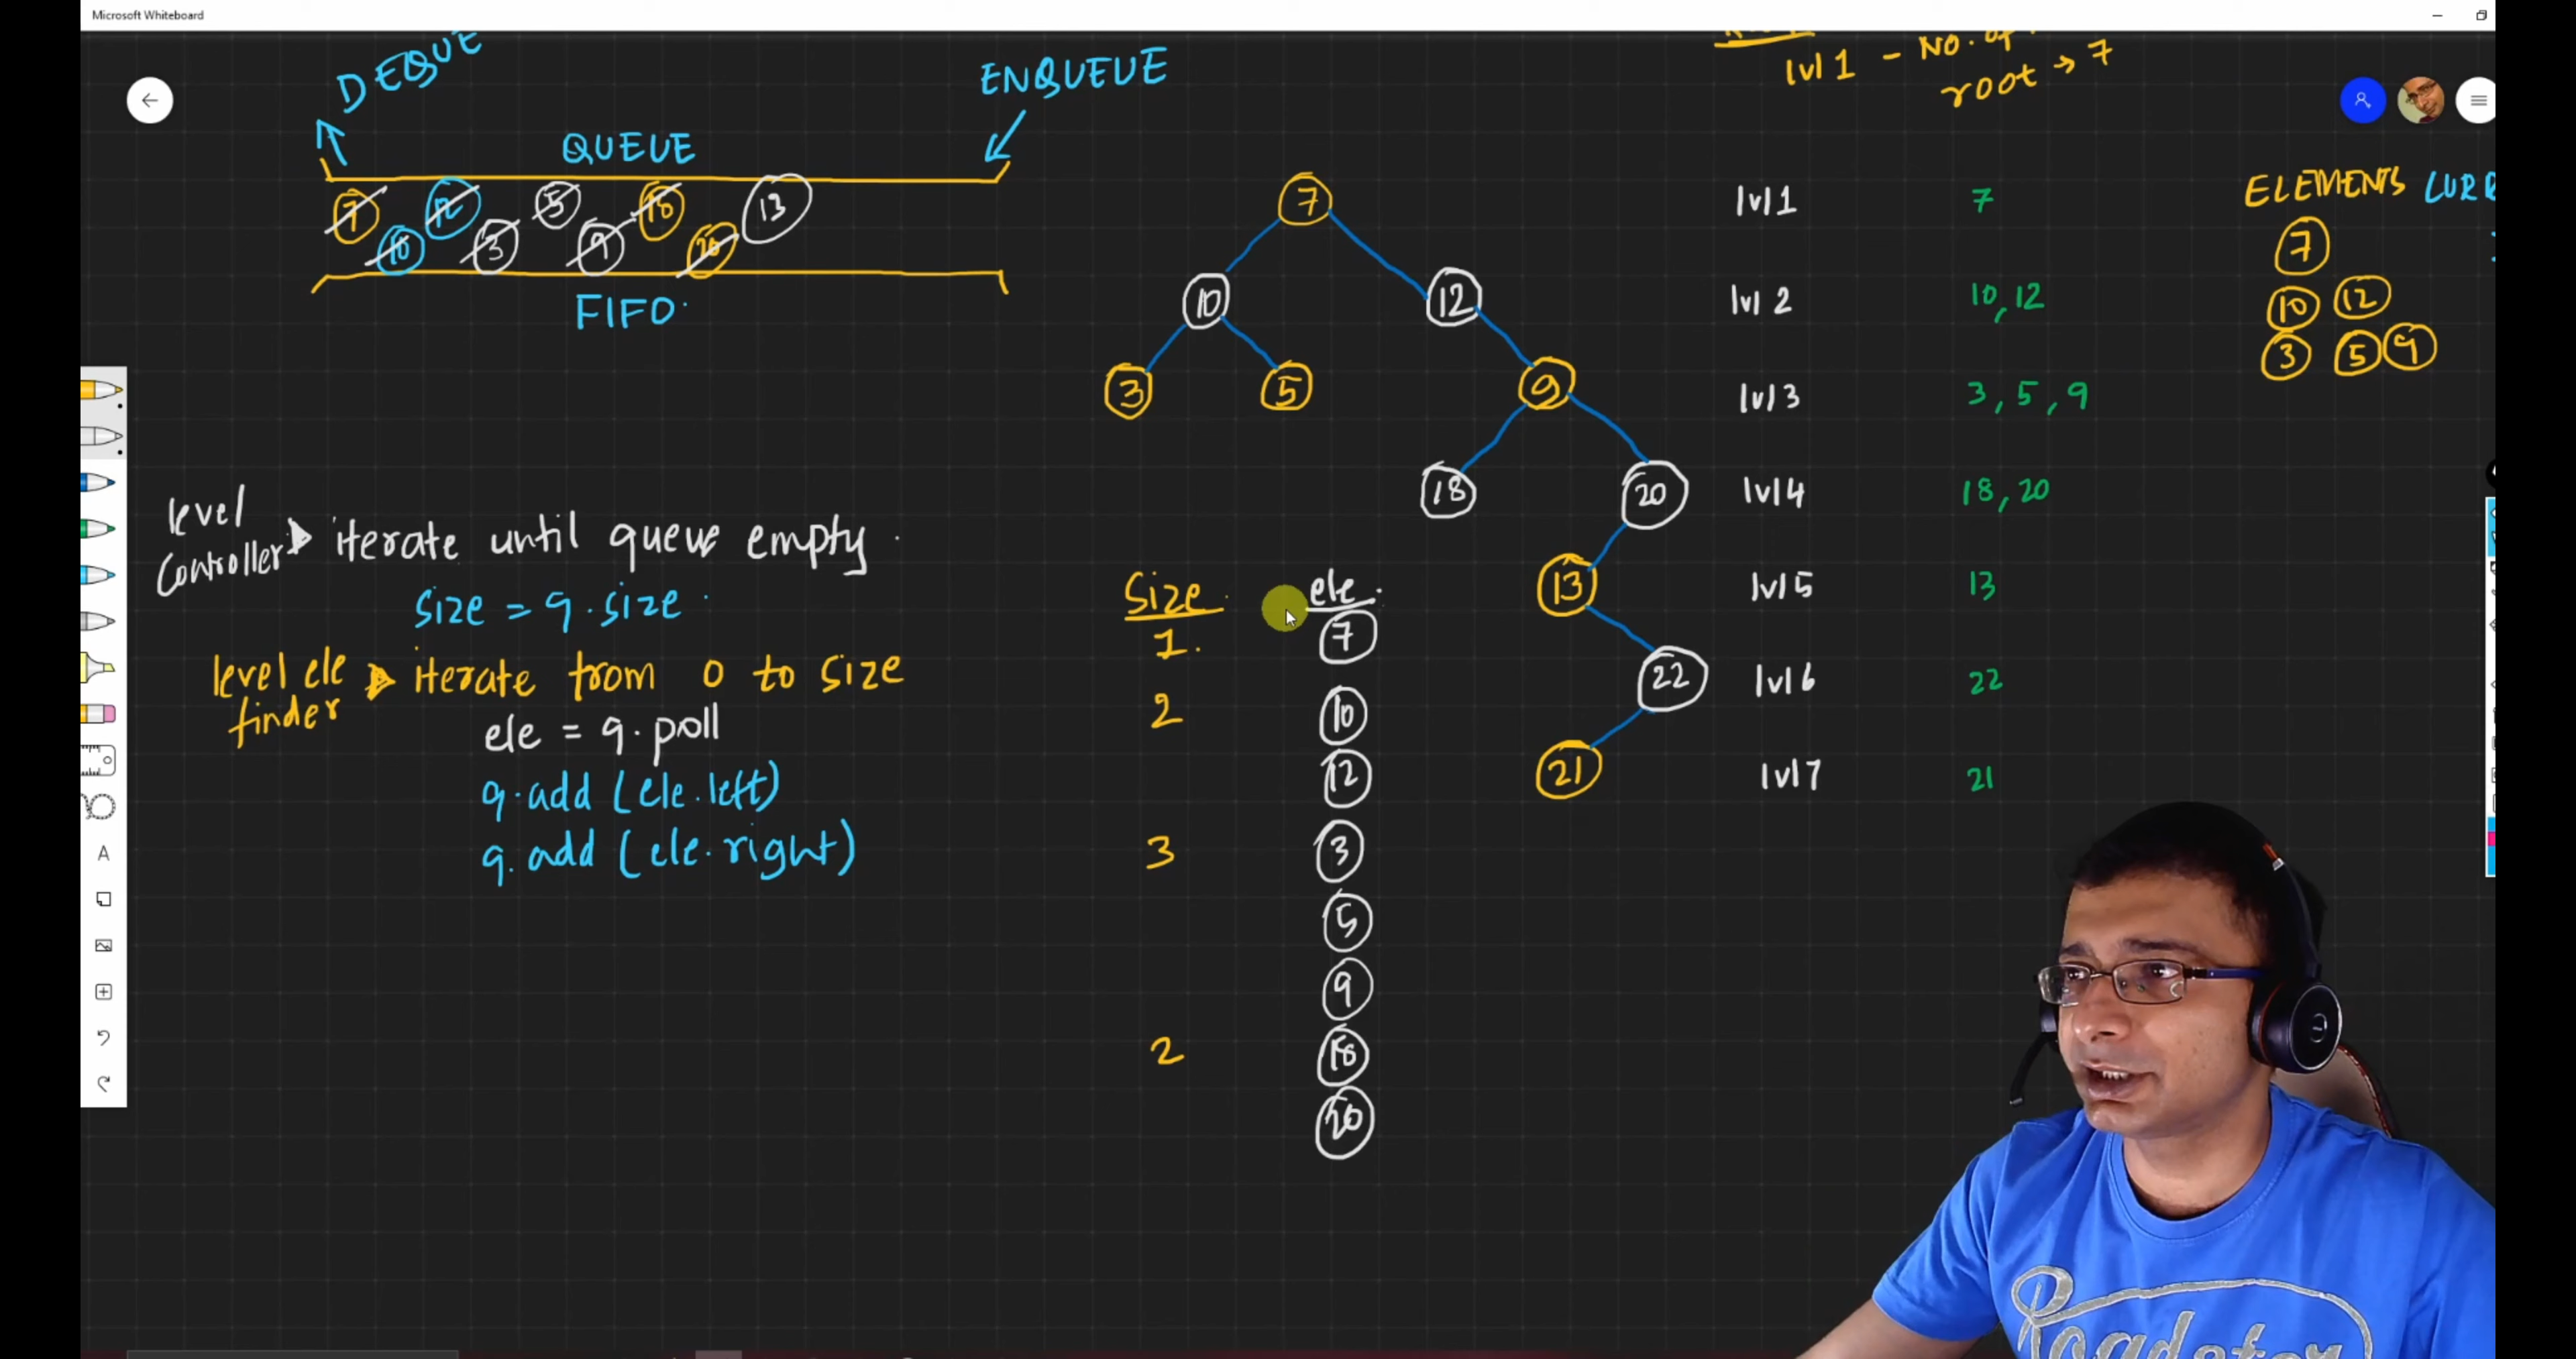 Microsoft Whiteboard
DEQUE
ENQUEUE
QUEUE
7 12 5 18 13
10 3 9 20
FIFO
lvl 1 - No. of
root → 7
7
10 12
3 5 9
18 20
13
22
21
lvl 1 7
lvl 2 10, 12
lvl 3 3, 5, 9
lvl 4 18, 20
lvl 5 13
lvl 6 22
lvl 7 21
ELEMENTS CURR
7
10 12
3 5 9
level
controller iterate until queue empty
size = q.size
level ele
finder iterate from 0 to size
ele = q.poll
q.add (ele.left)
q.add (ele.right)
Size ele.
1. 7
2 10
12
3 3
5
9
2 18
20
A